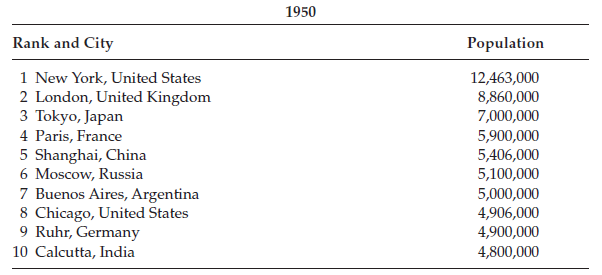 1950
Rank and City Population
1 New York, United States 12,463,000
2 London, United Kingdom 8,860,000
3 Tokyo, Japan 7,000,000
4 Paris, France 5,900,000
5 Shanghai, China 5,406,000
6 Moscow, Russia 5,100,000
7 Buenos Aires, Argentina 5,000,000
8 Chicago, United States 4,906,000
9 Ruhr, Germany 4,900,000
10 Calcutta, India 4,800,000